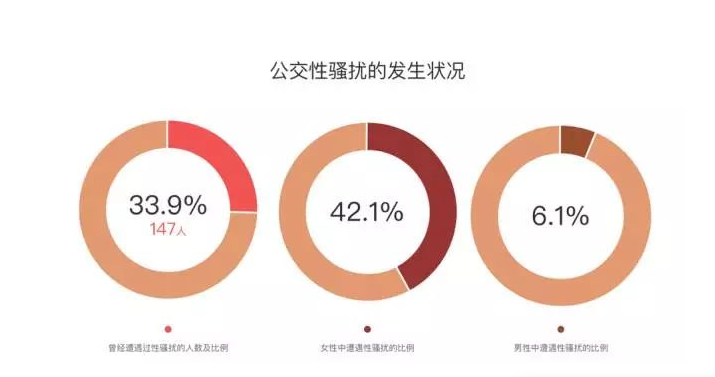 公交性骚扰的发生状况
33.9%
147人
42.1%
6.1%
曾经遭遇过性骚扰的人数及比例
女性中遭遇性骚扰的比例
男性中遭遇性骚扰的比例